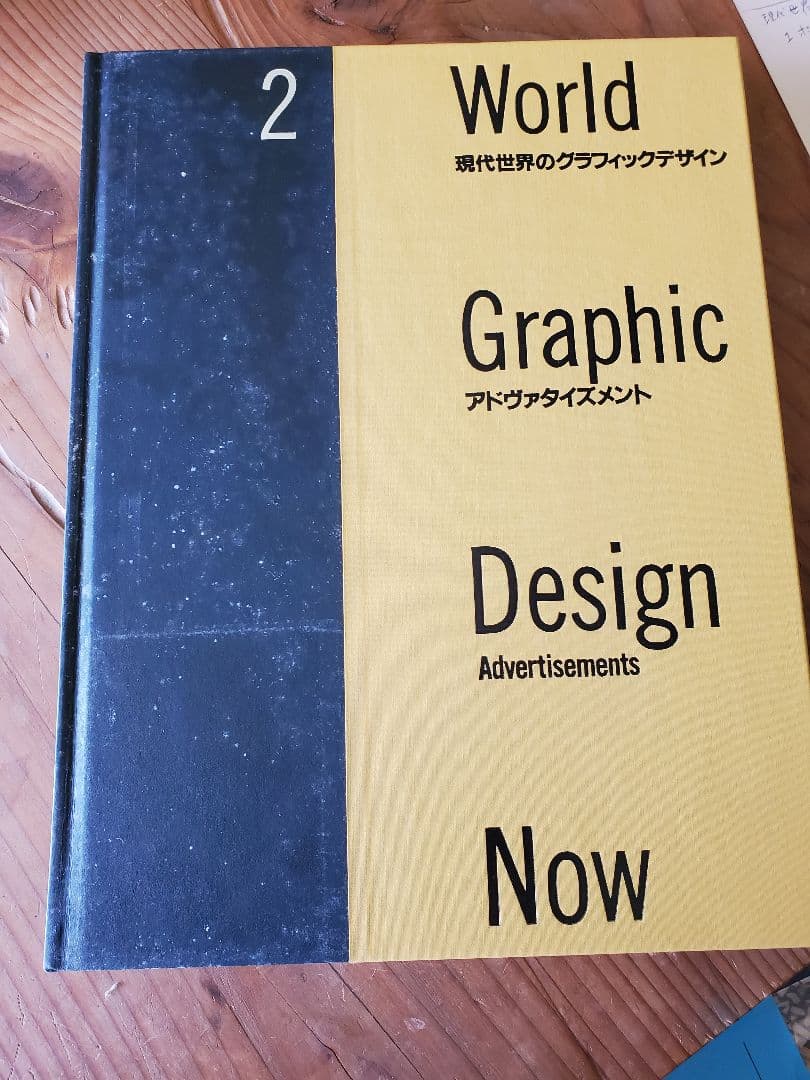 2
World
現代世界のグラフィックデザイン
Graphic
アドヴァタイズメント
Design
Advertisements
Now